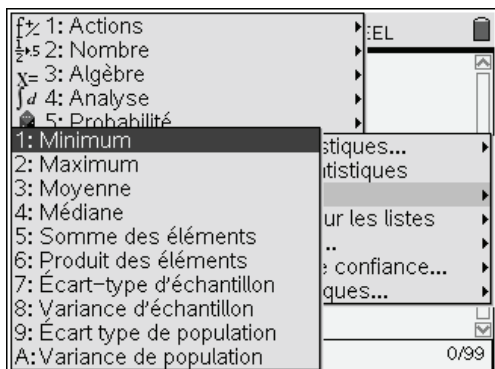 1: Actions
2: Nombre
3: Algèbre
4: Analyse
5: Probabilité
EEL
1: Minimum
2: Maximum
3: Moyenne
4: Médiane
5: Somme des éléments
6: Produit des éléments
7: Écart-type d'échantillon
8: Variance d'échantillon
9: Écart type de population
A: Variance de population
stiques...
tistiques
ur les listes
..
confiance...
ques...
0/99